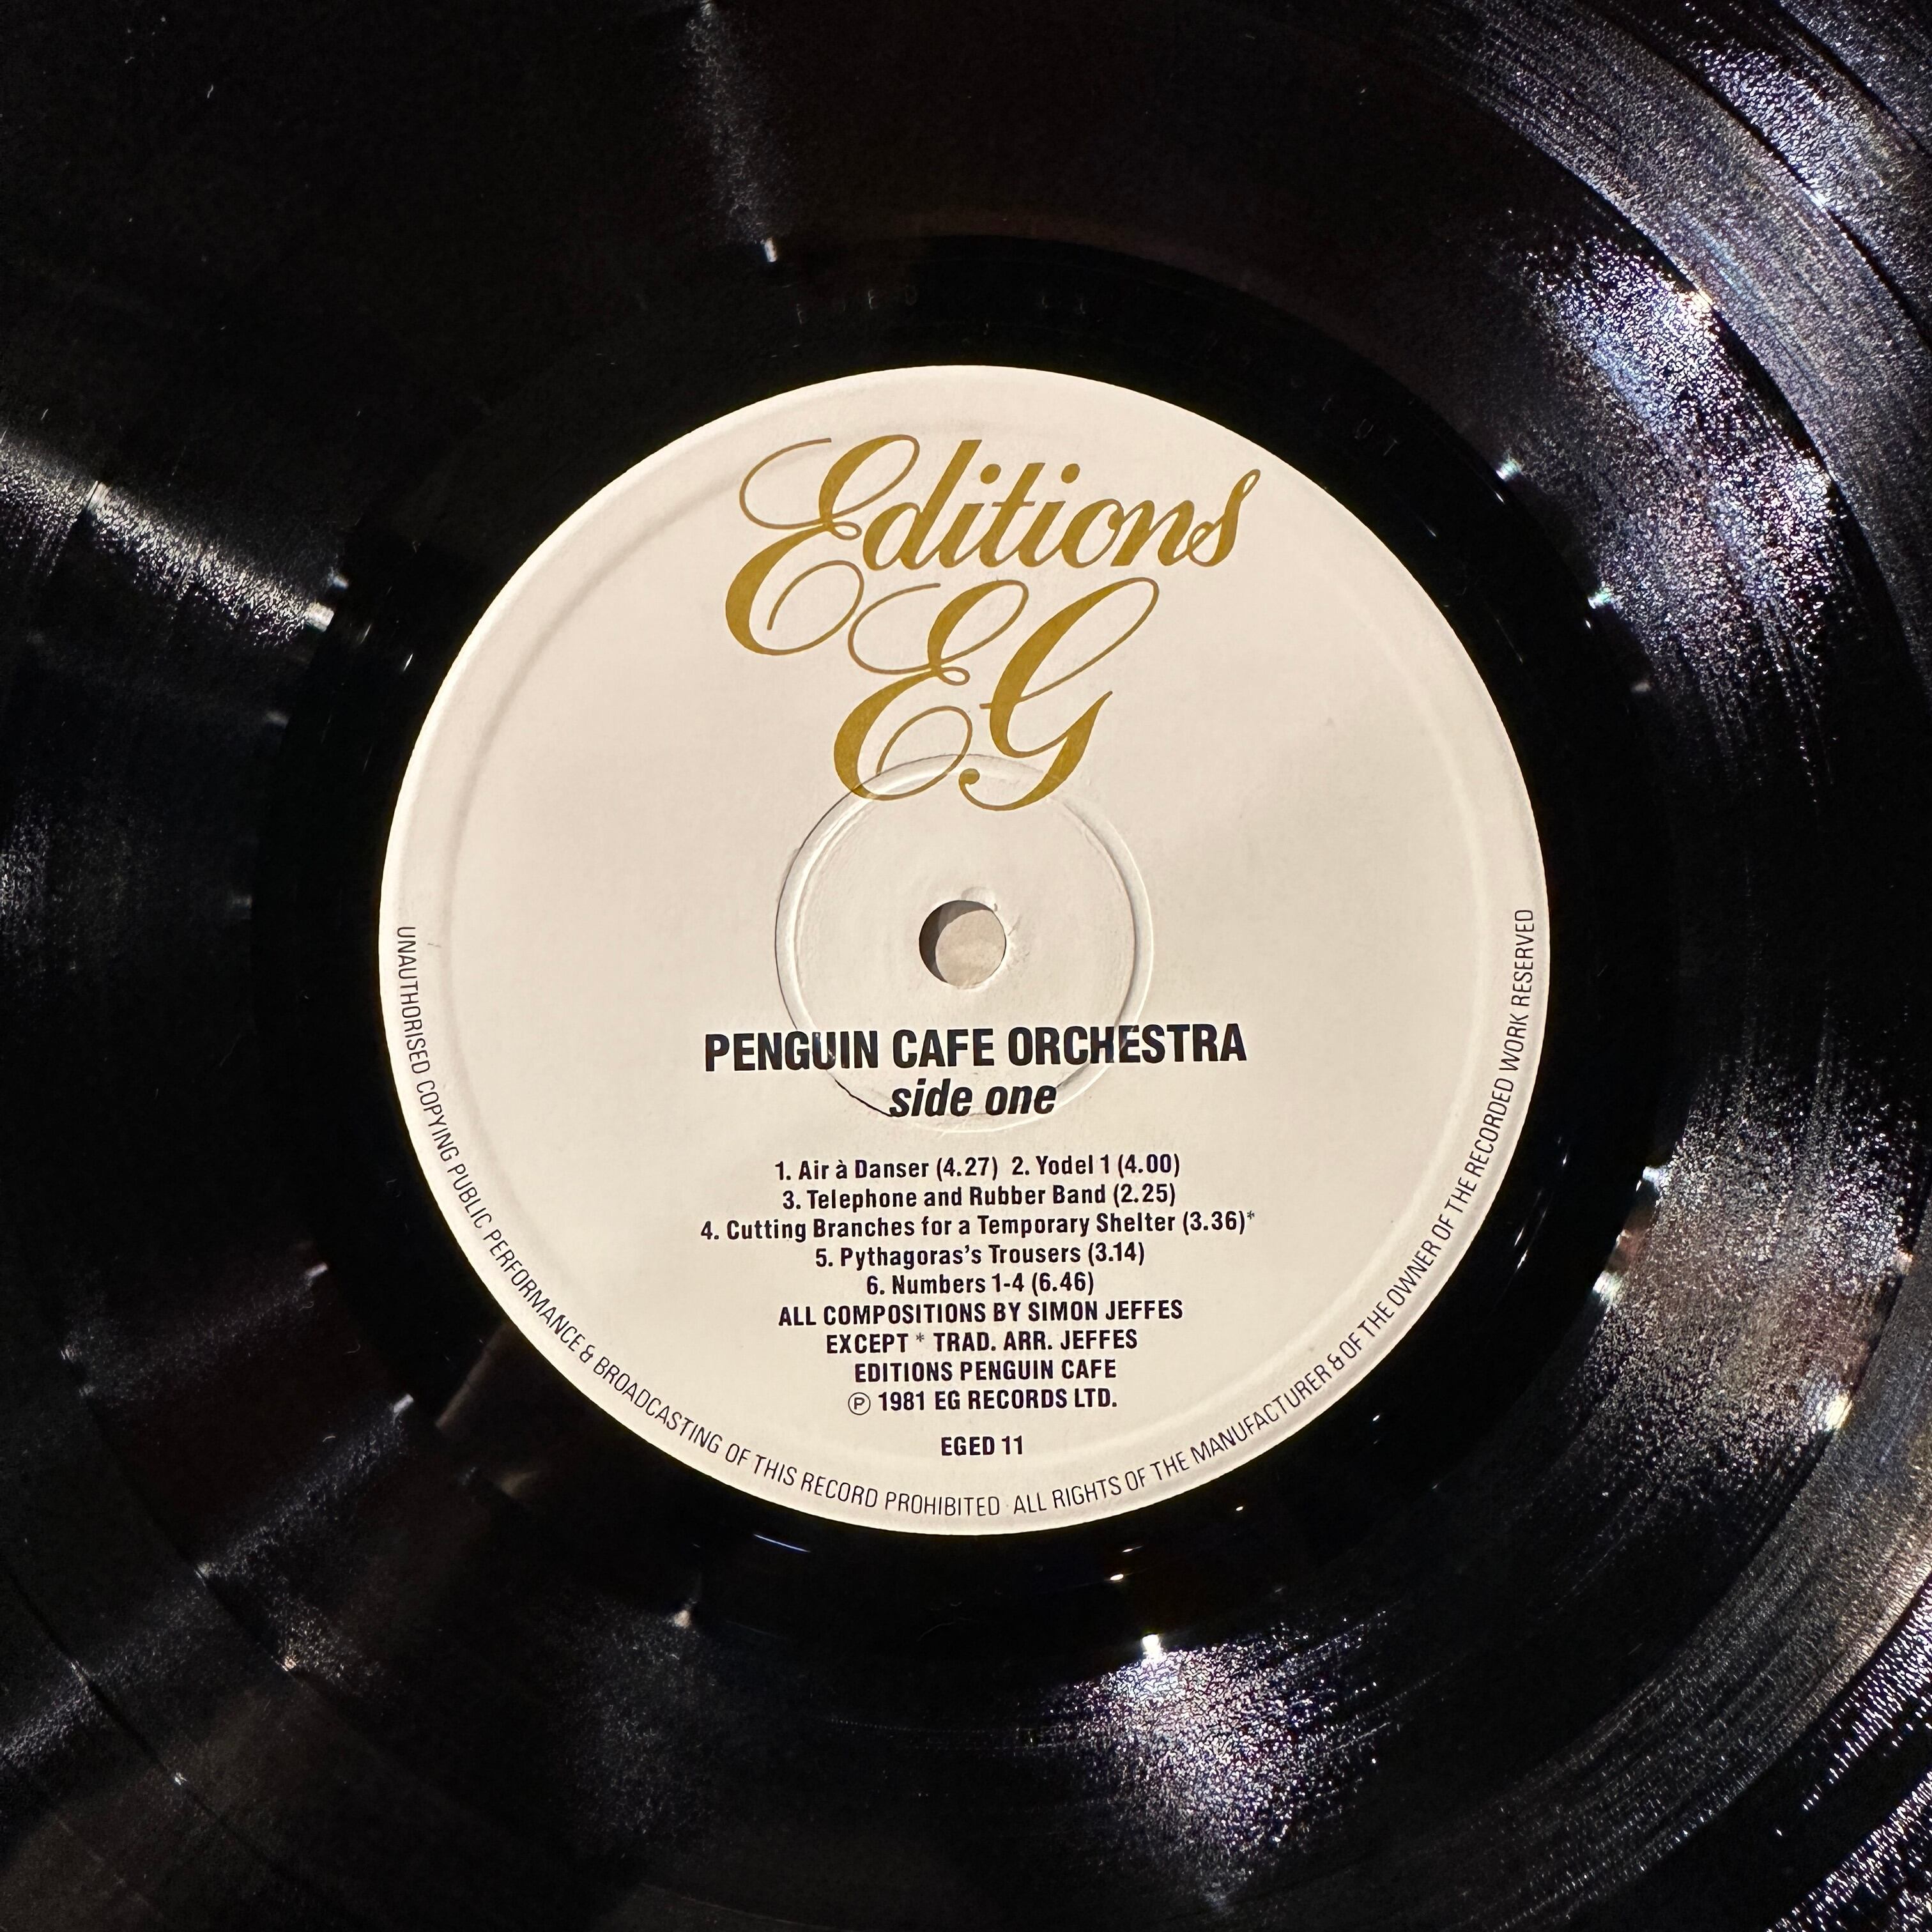 Editions
EG
PENGUIN CAFE ORCHESTRA
side one
1. Air à Danser (4.27) 2. Yodel 1 (4.00)
3. Telephone and Rubber Band (2.25)
4. Cutting Branches for a Temporary Shelter (3.36)*
5. Pythagoras's Trousers (3.14)
6. Numbers 1-4 (6.46)
ALL COMPOSITIONS BY SIMON JEFFES
EXCEPT * TRAD. ARR. JEFFES
EDITIONS PENGUIN CAFE
℗ 1981 EG RECORDS LTD.
EGED 11
UNAUTHORISED COPYING PUBLIC PERFORMANCE & BROADCASTING OF THIS RECORD PROHIBITED · ALL RIGHTS OF THE MANUFACTURER & OF THE OWNER OF THE RECORDED WORK RESERVED